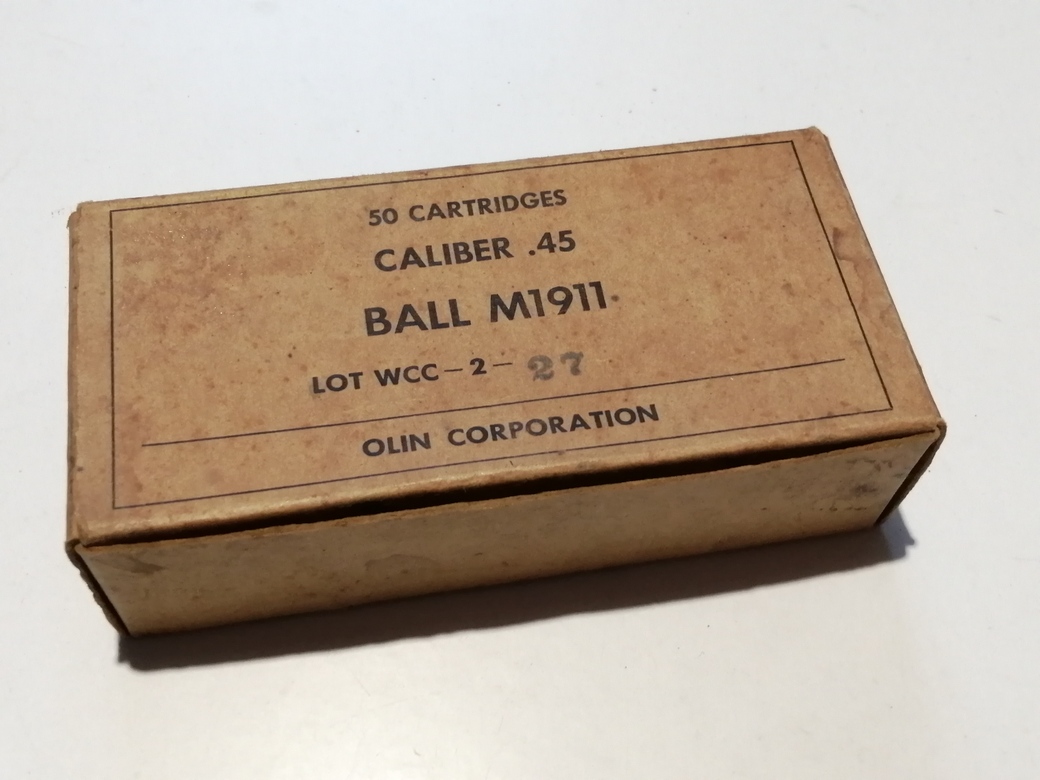 50 CARTRIDGES
CALIBER .45
BALL M1911
LOT WCC-2- 27
OLIN CORPORATION